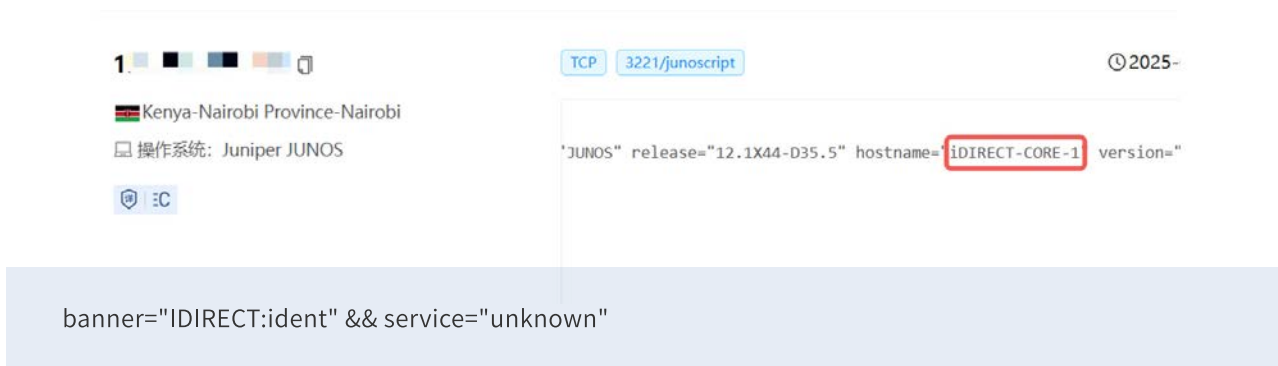 1.
TCP 3221/junoscript
2025-
Kenya-Nairobi Province-Nairobi
操作系统：Juniper JUNOS
"JUNOS" release="12.1X44-D35.5" hostname="iDIRECT-CORE-1" version="
banner="IDIRECT:ident" && service="unknown"